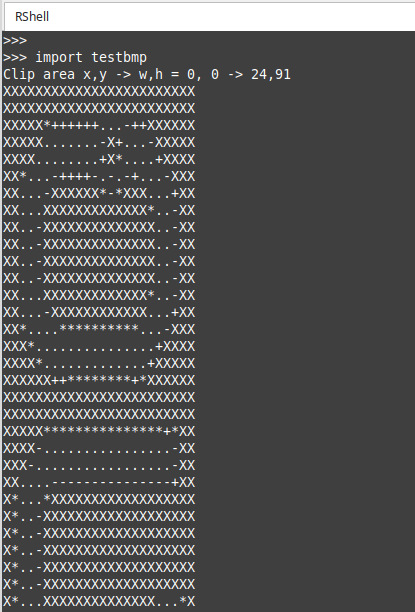 RShell
>>>
>>> import testbmp
Clip area x,y -> w,h = 0, 0 -> 24,91
XXXXXXXXXXXXXXXXXXXXXXXX
XXXXXXXXXXXXXXXXXXXXXXXX
XXXXX*++++++...-++XXXXXX
XXXXX.......-X+...-XXXXX
XXXX........+X*....+XXXX
XX*...-++++-.-.-+...-XXX
XX...-XXXXXX*-*XXX...+XX
XX...XXXXXXXXXXXXX*..-XX
XX..-XXXXXXXXXXXXXX..-XX
XX..-XXXXXXXXXXXXXX..-XX
XX..-XXXXXXXXXXXXXX..-XX
XX..-XXXXXXXXXXXXXX..-XX
XX...XXXXXXXXXXXXX*..-XX
XX...-XXXXXXXXXXXX...+XX
XX*....**********...-XXX
XXX*...............+XXXX
XXXX*.............+XXXXX
XXXXXX++********+*XXXXXX
XXXXXXXXXXXXXXXXXXXXXXXX
XXXXXXXXXXXXXXXXXXXXXXXX
XXXXX***************+*XX
XXXX-................-XX
XXX-.................-XX
XX....---------------+XX
X*...*XXXXXXXXXXXXXXXXXX
X*..-XXXXXXXXXXXXXXXXXXX
X*..-XXXXXXXXXXXXXXXXXXX
X*..-XXXXXXXXXXXXXXXXXXX
X*..-XXXXXXXXXXXXXXXXXXX
X*..-XXXXXXXXXXXXXXXXXXX
X*...XXXXXXXXXXXXXX...*X